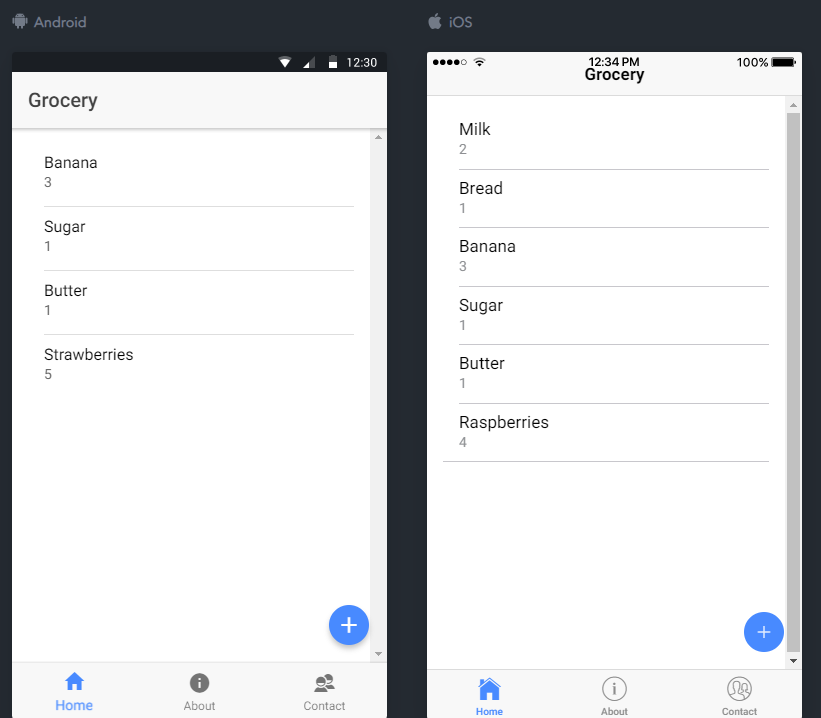 Android
12:30
Grocery
Banana
3
Sugar
1
Butter
1
Strawberries
5
Home
About
Contact
iOS
12:34 PM
100%
Grocery
Milk
2
Bread
1
Banana
3
Sugar
1
Butter
1
Raspberries
4
Home
About
Contact